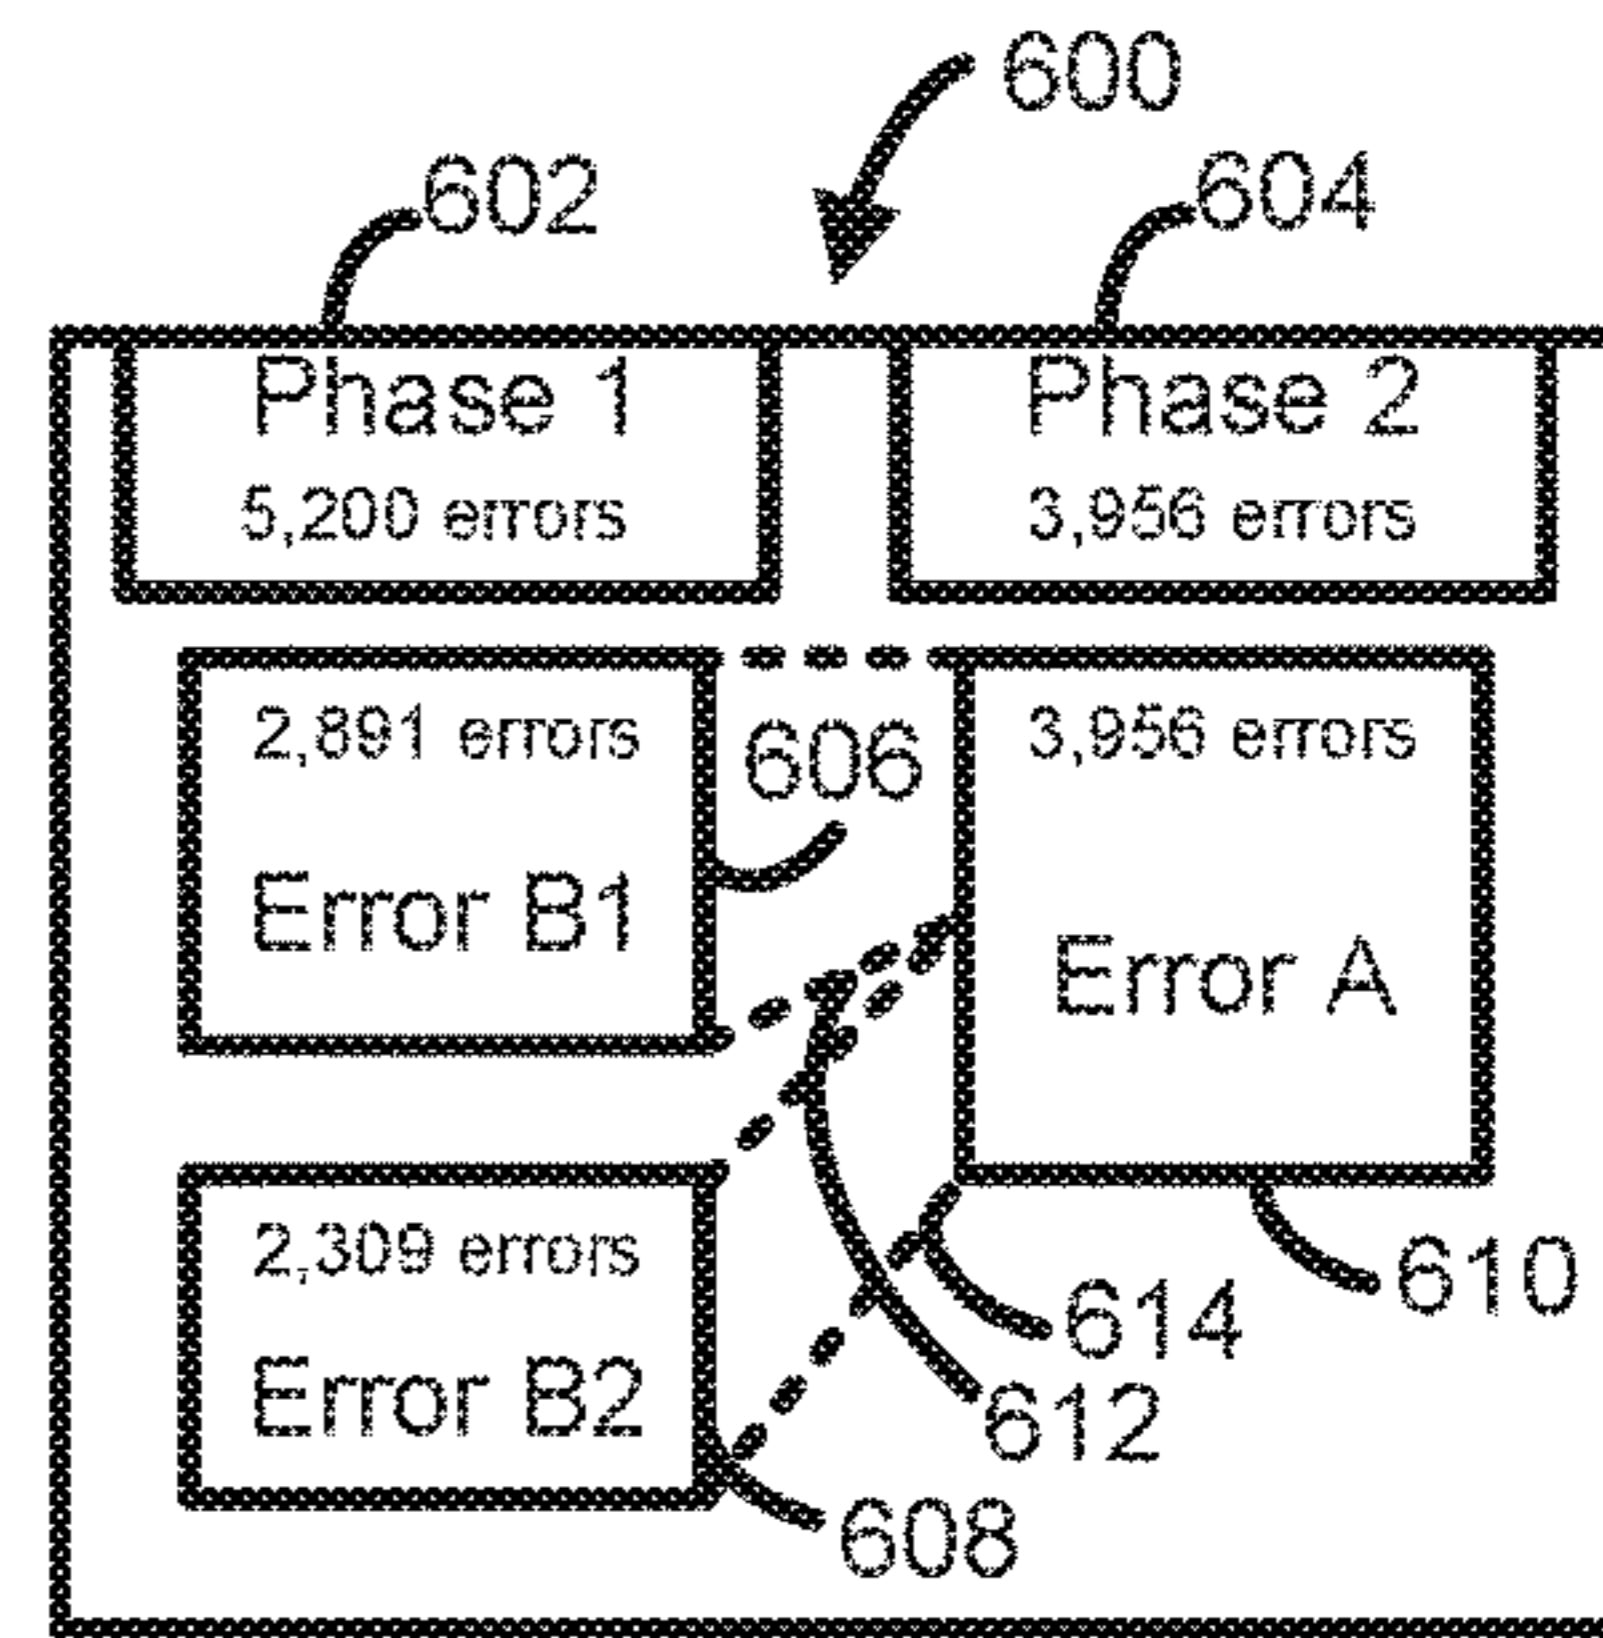 600
602
604
Phase 1
5,200 errors
Phase 2
3,956 errors
2,891 errors
606
Error B1
3,956 errors
Error A
2,309 errors
Error B2
610
614
612
608